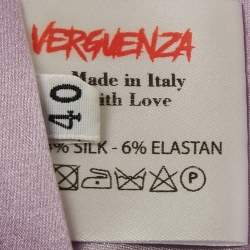 VERGUENZA
Made in Italy
with Love
40
% SILK - 6% ELASTAN
P